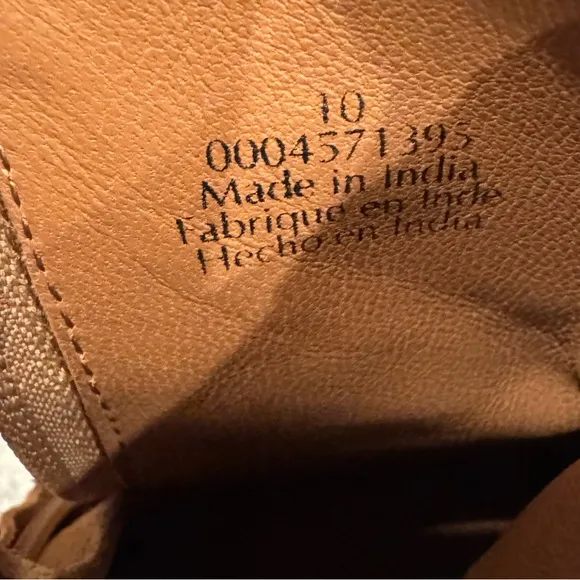 10
0004571395
Made in India
Fabrique en Inde
Hecho en India